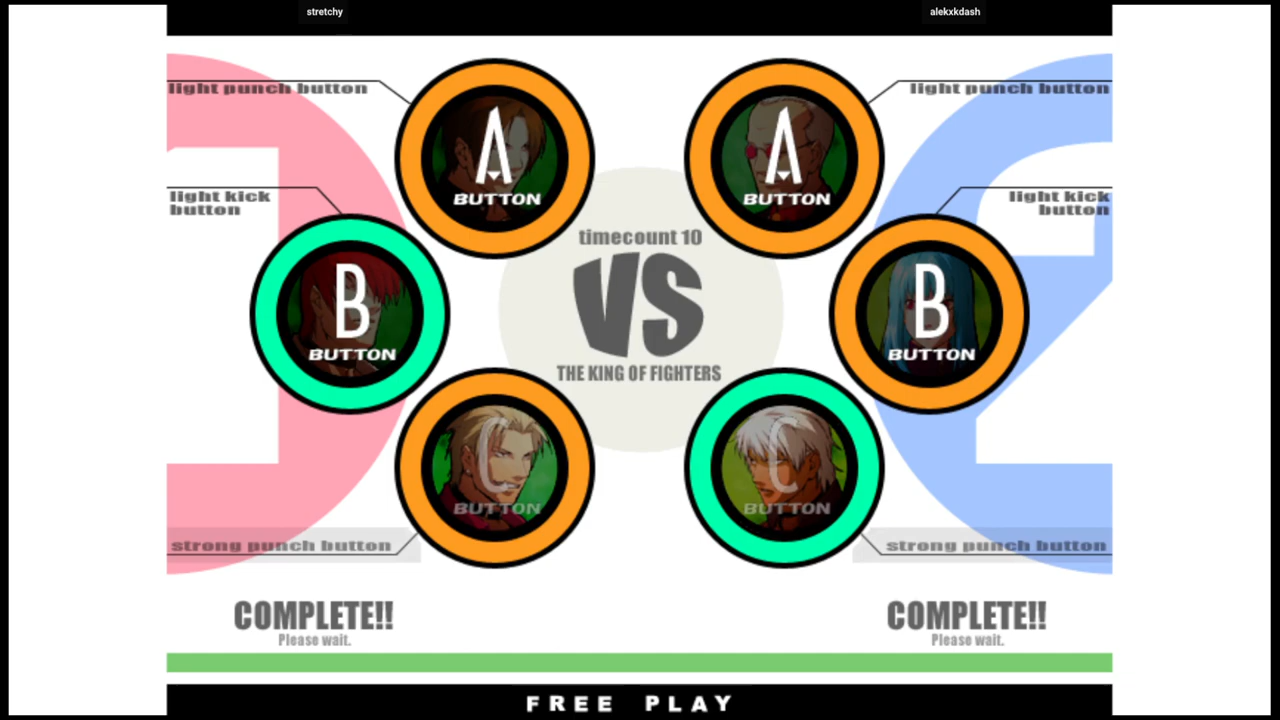 stretchy
alekxkdash
light punch button
light punch button
A
BUTTON
A
BUTTON
light kick
button
light kick
button
timecount 10
VS
THE KING OF FIGHTERS
B
BUTTON
B
BUTTON
C
BUTTON
C
BUTTON
strong punch button
strong punch button
1
2
COMPLETE!!
Please wait.
COMPLETE!!
Please wait.
FREE PLAY